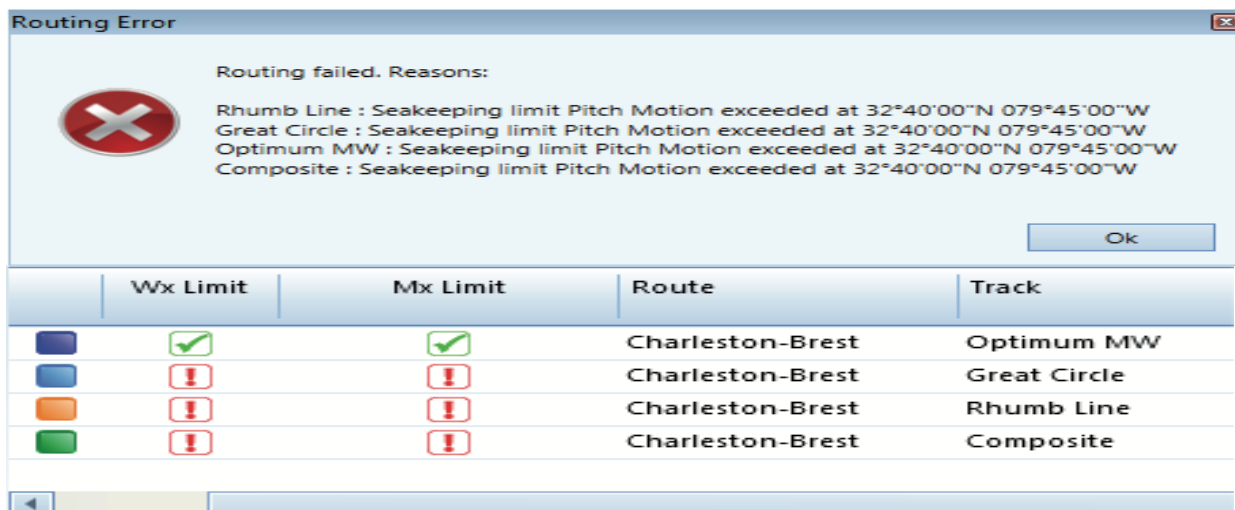 Routing Error
Routing failed. Reasons:
Rhumb Line : Seakeeping limit Pitch Motion exceeded at 32°40'00"N 079°45'00"W
Great Circle : Seakeeping limit Pitch Motion exceeded at 32°40'00"N 079°45'00"W
Optimum MW : Seakeeping limit Pitch Motion exceeded at 32°40'00"N 079°45'00"W
Composite : Seakeeping limit Pitch Motion exceeded at 32°40'00"N 079°45'00"W
Ok
Wx Limit Mx Limit Route Track
Charleston-Brest Optimum MW
Charleston-Brest Great Circle
Charleston-Brest Rhumb Line
Charleston-Brest Composite